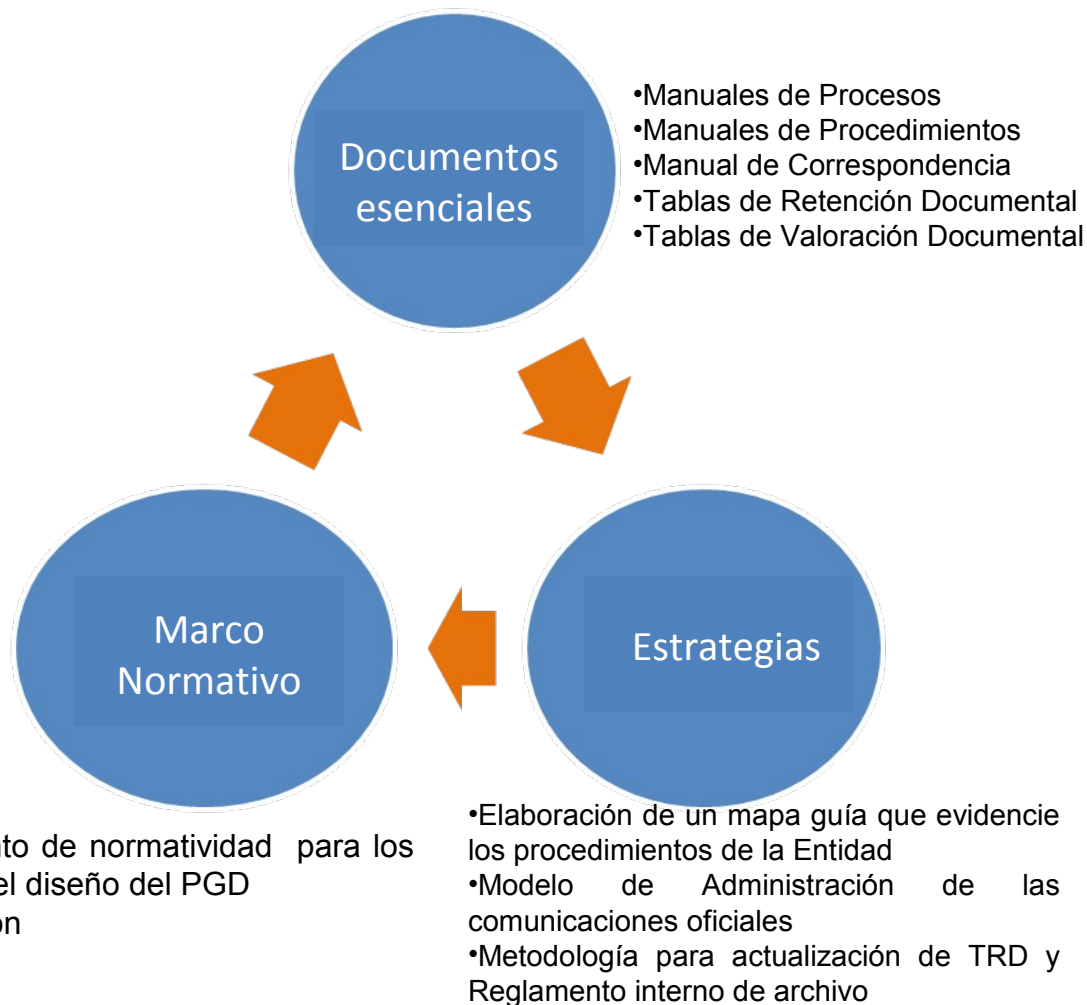 Documentos
esenciales
•Manuales de Procesos
•Manuales de Procedimientos
•Manual de Correspondencia
•Tablas de Retención Documental
•Tablas de Valoración Documental
Marco
Normativo
Estrategias
de normatividad para los
el diseño del PGD
•Elaboración de un mapa guía que evidencie
los procedimientos de la Entidad
•Modelo de Administración de las
comunicaciones oficiales
•Metodología para actualización de TRD y
Reglamento interno de archivo